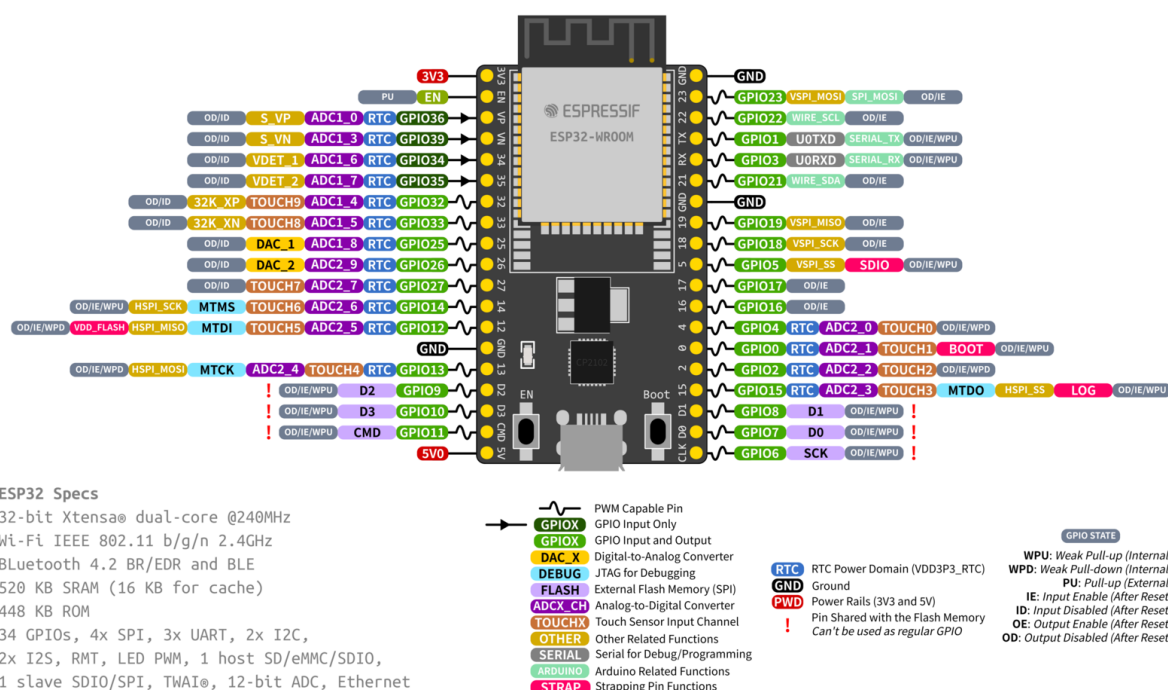 3V3 3V3 GND GND
PU EN EN 23 GPIO23 VSPI_MOSI SPI_MOSI OD/IE
OD/ID S_VP ADC1_0 RTC GPIO36 VP 22 GPIO22 WIRE_SCL OD/IE
OD/ID S_VN ADC1_3 RTC GPIO39 VN TX GPIO1 U0TXD SERIAL_TX OD/IE/WPU
OD/ID VDET_1 ADC1_6 RTC GPIO34 34 RX GPIO3 U0RXD SERIAL_RX OD/IE/WPU
OD/ID VDET_2 ADC1_7 RTC GPIO35 35 21 GPIO21 WIRE_SDA OD/IE
OD/ID 32K_XP TOUCH9 ADC1_4 RTC GPIO32 32 GND GND
OD/ID 32K_XN TOUCH8 ADC1_5 RTC GPIO33 33 19 GPIO19 VSPI_MISO OD/IE
OD/ID DAC_1 ADC1_8 RTC GPIO25 25 18 GPIO18 VSPI_SCK OD/IE
OD/ID DAC_2 ADC2_9 RTC GPIO26 26 5 GPIO5 VSPI_SS SDIO OD/IE/WPU
OD/ID TOUCH7 ADC2_7 RTC GPIO27 27 17 GPIO17 OD/IE
OD/IE/WPU HSPI_SCK MTMS TOUCH6 ADC2_6 RTC GPIO14 14 16 GPIO16 OD/IE
OD/IE/WPD VDD_FLASH HSPI_MISO MTDI TOUCH5 ADC2_5 RTC GPIO12 12 4 GPIO4 RTC ADC2_0 TOUCH0 OD/IE/WPD
GND GND 0 GPIO0 RTC ADC2_1 TOUCH1 BOOT OD/IE/WPU
OD/IE/WPD HSPI_MOSI MTCK ADC2_4 TOUCH4 RTC GPIO13 13 2 GPIO2 RTC ADC2_2 TOUCH2 OD/IE/WPD
! OD/IE/WPU D2 GPIO9 D2 15 GPIO15 RTC ADC2_3 TOUCH3 MTDO HSPI_SS LOG OD/IE/WPU
! OD/IE/WPU D3 GPIO10 D3 D1 GPIO8 D1 OD/IE/WPU !
! OD/IE/WPU CMD GPIO11 CMD D0 GPIO7 D0 OD/IE/WPU !
5V0 5V CLK GPIO6 SCK OD/IE/WPU !
ESPRESSIF
ESP32-WROOM
CP2102
EN
Boot
ESP32 Specs
32-bit Xtensa® dual-core @240MHz
Wi-Fi IEEE 802.11 b/g/n 2.4GHz
BLuetooth 4.2 BR/EDR and BLE
520 KB SRAM (16 KB for cache)
448 KB ROM
34 GPIOs, 4x SPI, 3x UART, 2x I2C,
2x I2S, RMT, LED PWM, 1 host SD/eMMC/SDIO,
1 slave SDIO/SPI, TWAI®, 12-bit ADC, Ethernet
PWM Capable Pin
GPIOX GPIO Input Only
GPIOX GPIO Input and Output
DAC_X Digital-to-Analog Converter
DEBUG JTAG for Debugging
FLASH External Flash Memory (SPI)
ADCX_CH Analog-to-Digital Converter
TOUCHX Touch Sensor Input Channel
OTHER Other Related Functions
SERIAL Serial for Debug/Programming
ARDUINO Arduino Related Functions
STRAP Strapping Pin Functions
RTC RTC Power Domain (VDD3P3_RTC)
GND Ground
PWD Power Rails (3V3 and 5V)
! Pin Shared with the Flash Memory
Can't be used as regular GPIO
GPIO STATE
WPU: Weak Pull-up (Internal
WPD: Weak Pull-down (Internal
PU: Pull-up (External
IE: Input Enable (After Reset
ID: Input Disabled (After Reset
OE: Output Enable (After Reset
OD: Output Disabled (After Reset